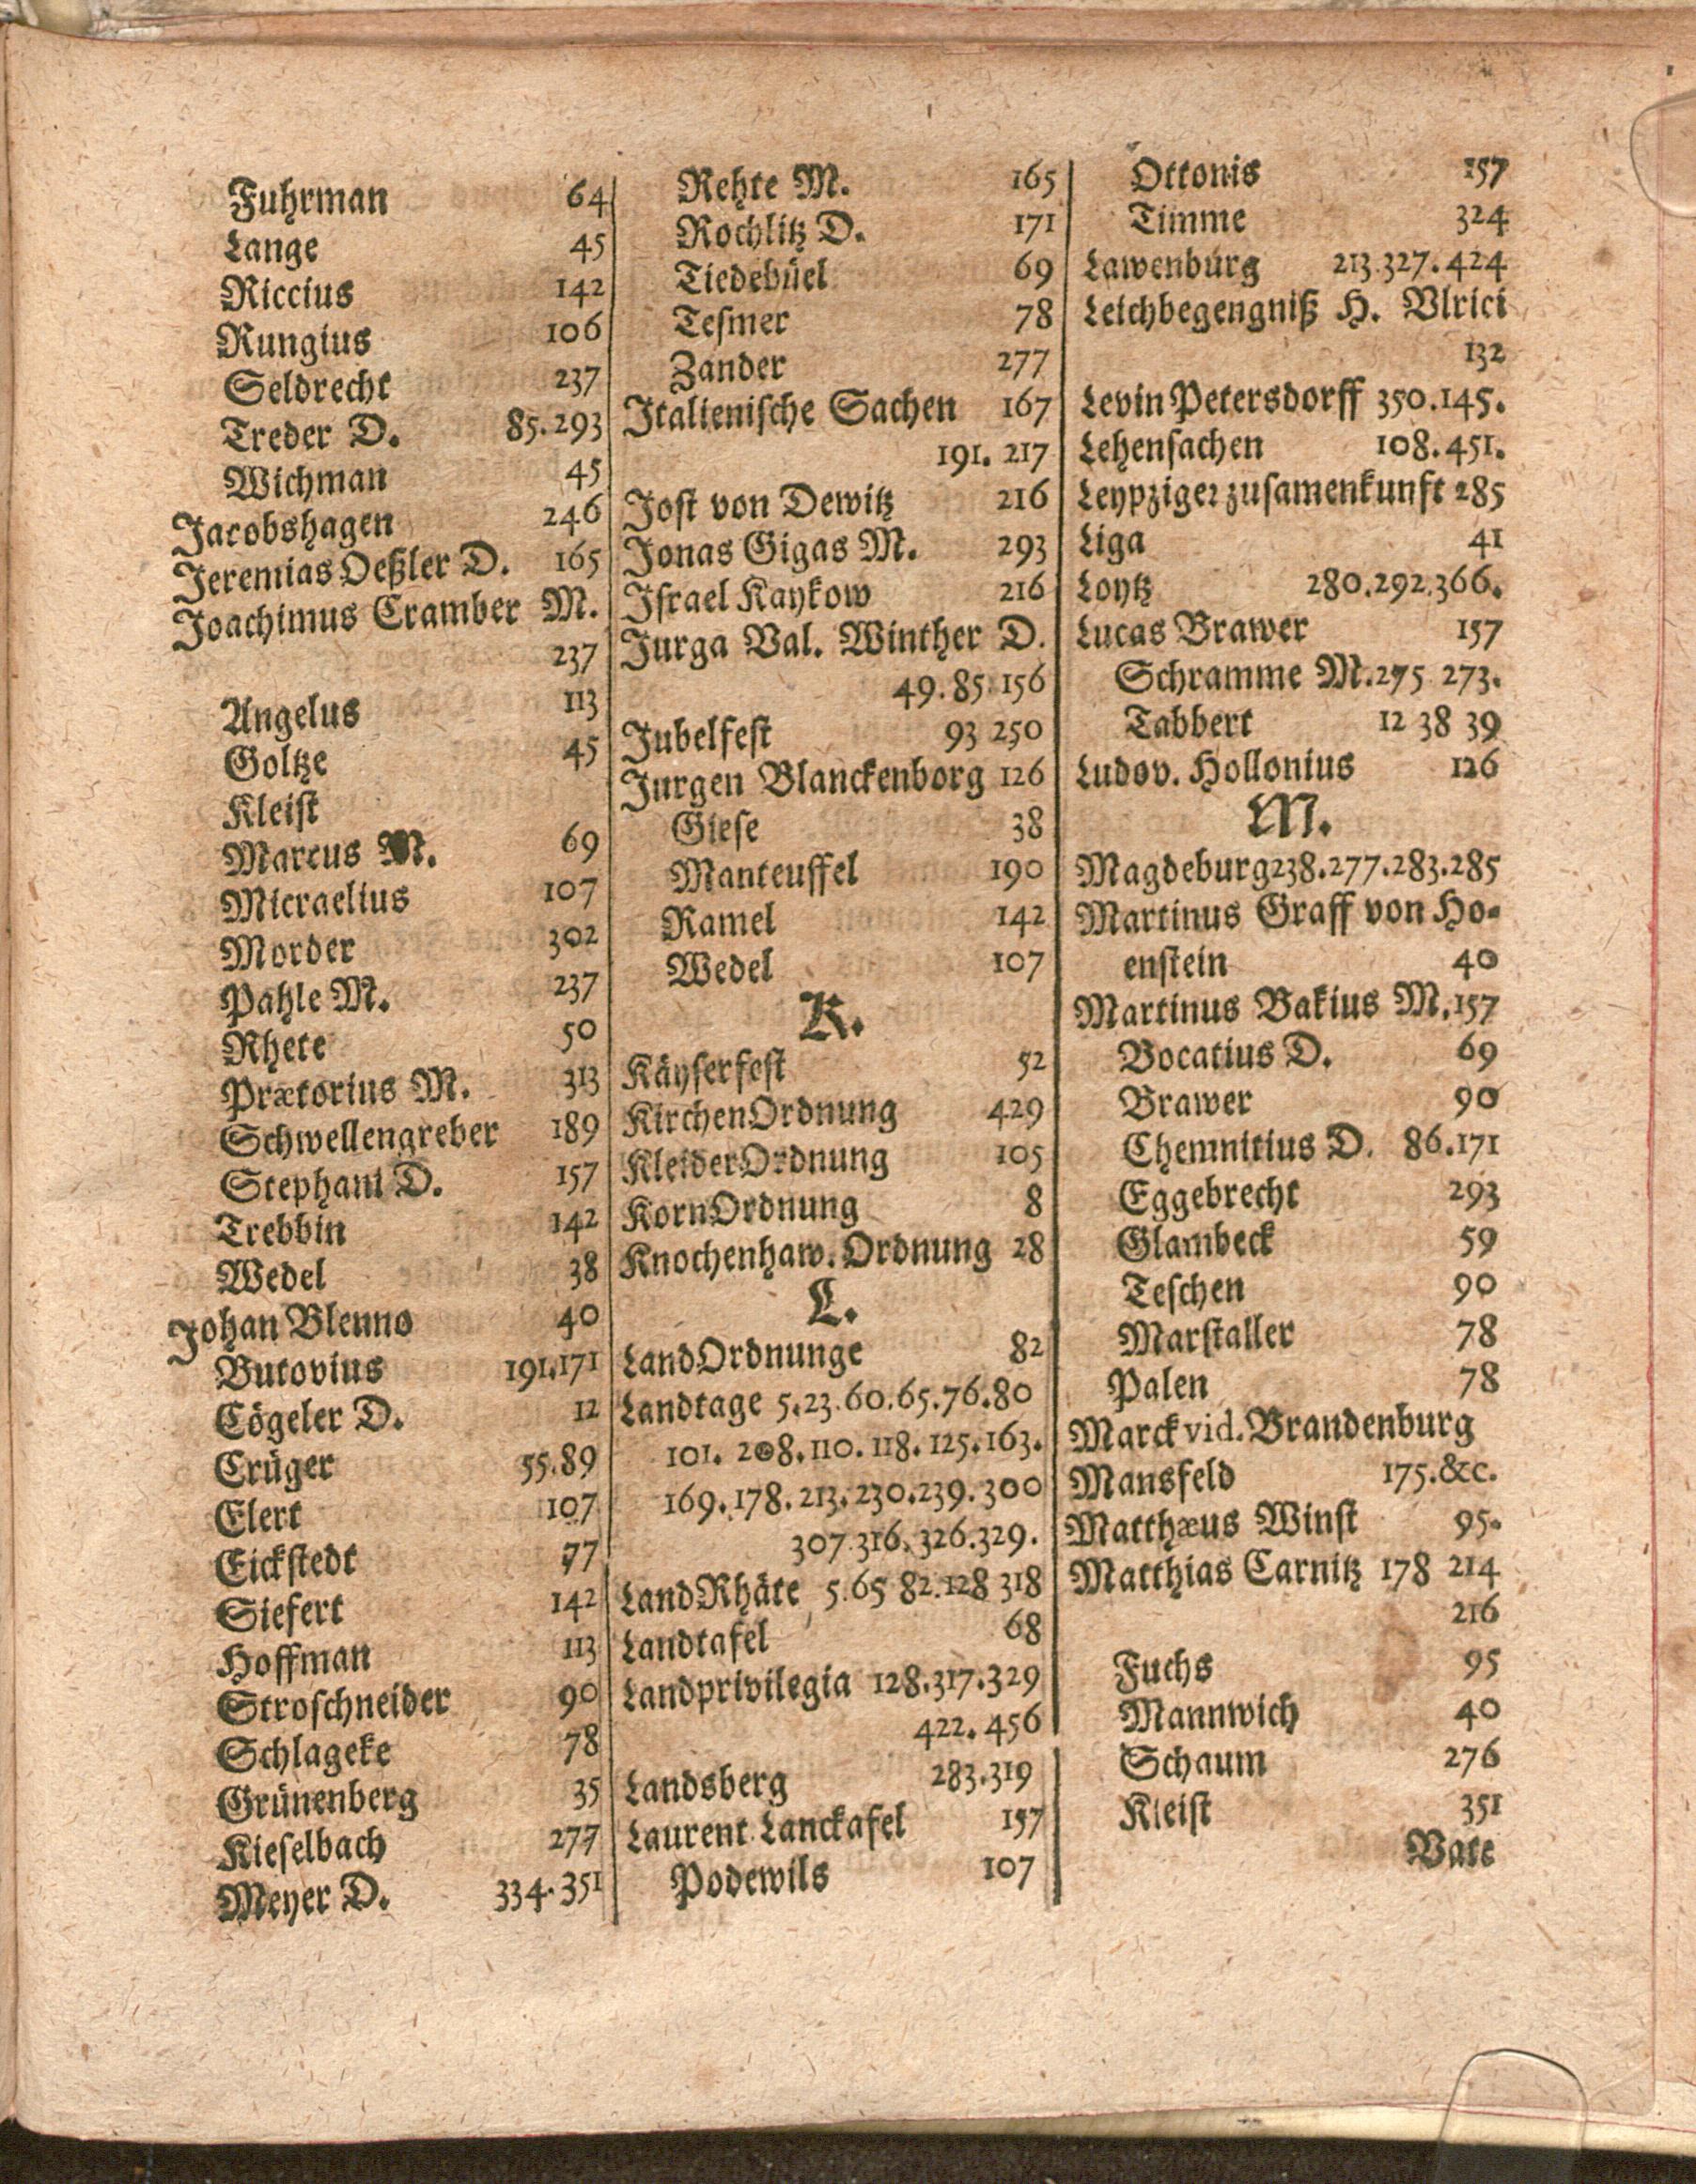 Fuhrman 64
Lange 45
Riccius 142
Rungius 106
Seldrecht 237
Treder D. 85.293
Wichman 45
Jacobshagen 246
Jeremias Oeßler D. 165
Joachimus Cramber M.
237
Angelus 113
Goltze 45
Kleist
Marcus M. 69
Micraelius 107
Morder 302
Pahle M. 237
Rhete 50
Prætorius M. 313
Schwellengreber 189
Stephani D. 157
Trebbin 142
Wedel 38
Johan Blenno 40
Butovius 191.171
Cögeler D. 12
Crüger 55.89
Elert 107
Eickstedt 77
Siefert 142
Hoffman 113
Stroschneider 90
Schlageke 78
Grünenberg 35
Kieselbach 277
Meyer D. 334.351
Rehte M. 165
Rochlitz D. 171
Tiedebüel 69
Tesmer 78
Zander 277
Italienische Sachen 167
191. 217
Jost von Dewitz 216
Jonas Gigas M. 293
Israel Kaykow 216
Jurga Val. Winther D.
49.85.156
Jubelfest 93 250
Jurgen Blanckenborg 126
Giese 38
Manteuffel 190
Ramel 142
Wedel 107
K.
Käyserfest 52
KirchenOrdnung 429
KleiderOrdnung 105
KornOrdnung 8
Knochenhaw.Ordnung 28
L.
LandOrdnunge 82
Landtage 5.23.60.65.76.80
101. 208.110.118.125.163.
169.178.213.230.239.300
307.316.326.329.
LandRhäte 5.65 82.128 318
Landtafel 68
Landprivilegia 128.317.329
422.456
Landsberg 283.319
Laurent Lanckafel 157
Podewils 107
Ottonis 157
Timme 324
Lawenburg 213.327.424
Leichbegengniß H. Vlrici
132
Levin Petersdorff 350.145.
Lehensachen 108.451.
Leypziger zusamenkunft 285
Liga 41
Loytz 280.292.366.
Lucas Brawer 157
Schramme M.275 273.
Tabbert 12 38 39
Ludov. Hollonius 126
M.
Magdeburg238.277.283.285
Martinus Graff von Ho-
enstein 40
Martinus Bakius M.157
Bocatius D. 69
Brawer 90
Chemnitius D. 86.171
Eggebrecht 293
Glambeck 59
Teschen 90
Marstaller 78
Palen 78
Marck vid.Brandenburg
Mansfeld 175.&c.
Matthæus Winst 95.
Matthias Carnitz 178 214
216
Fuchs 95
Mannwich 40
Schaum 276
Kleist 351
Vate